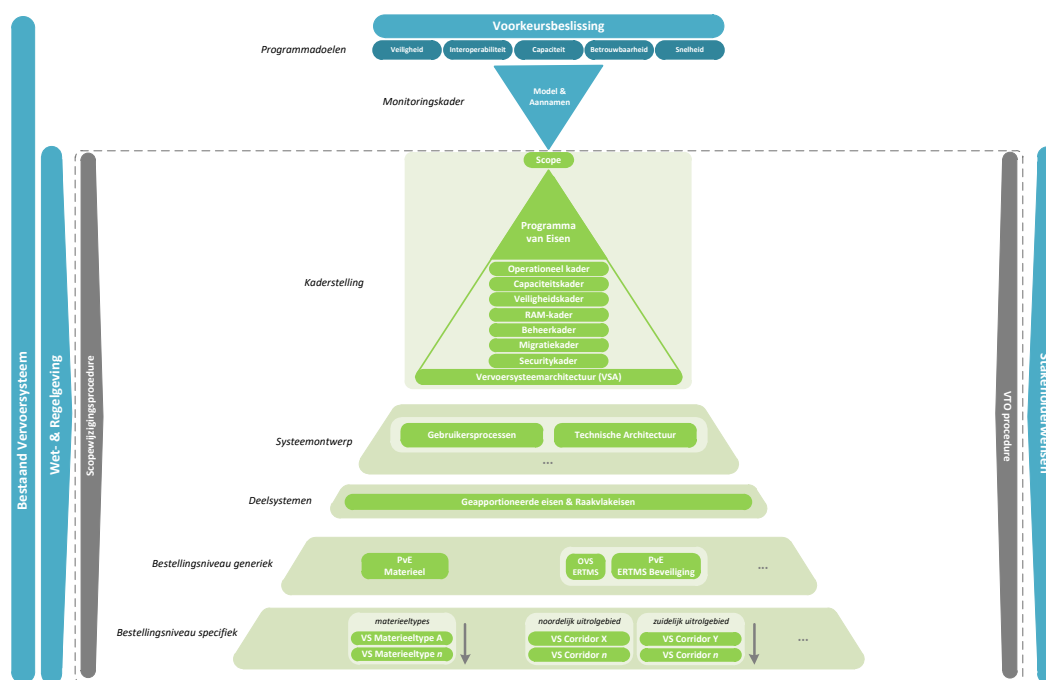 Voorkeursbeslissing
Programmadoelen
Veiligheid
Interoperabiliteit
Capaciteit
Betrouwbaarheid
Snelheid
Monitoringskader
Model &
Aannamen
Scope
Programma
van Eisen
Kaderstelling
Operationeel kader
Capaciteitskader
Veiligheidskader
RAM-kader
Beheerkader
Migratiekader
Securitykader
Vervoersysteemarchitectuur (VSA)
Systeemontwerp
Gebruikersprocessen
Technische Architectuur
...
Deelsystemen
Geapportioneerde eisen & Raakvlakeisen
Bestellingsniveau generiek
PvE
Materieel
OVS
ERTMS
PvE
ERTMS Beveiliging
...
Bestellingsniveau specifiek
materieeltypes
VS Materieeltype A
VS Materieeltype n
noordelijk uitrolgebied
VS Corridor X
VS Corridor n
zuidelijk uitrolgebied
VS Corridor Y
VS Corridor n
...
Bestaand Vervoersysteem
Wet- & Regelgeving
Scopewijzigingsprocedure
VTO procedure
Stakeholderwensen